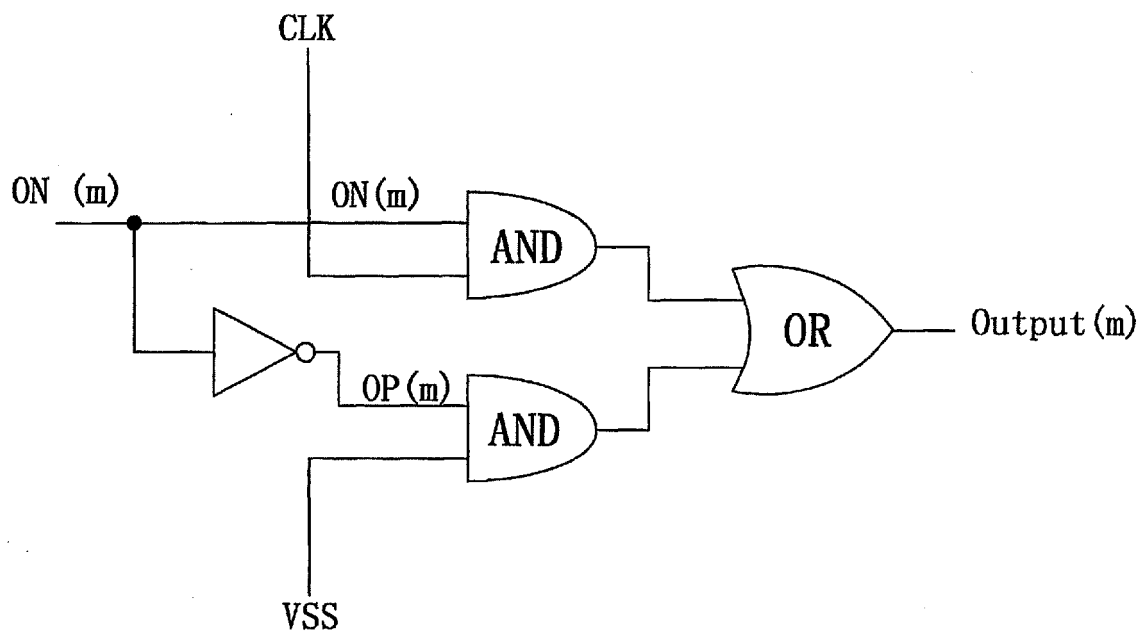 CLK
ON (m)
ON(m)
AND
OR
Output(m)
OP(m)
AND
VSS